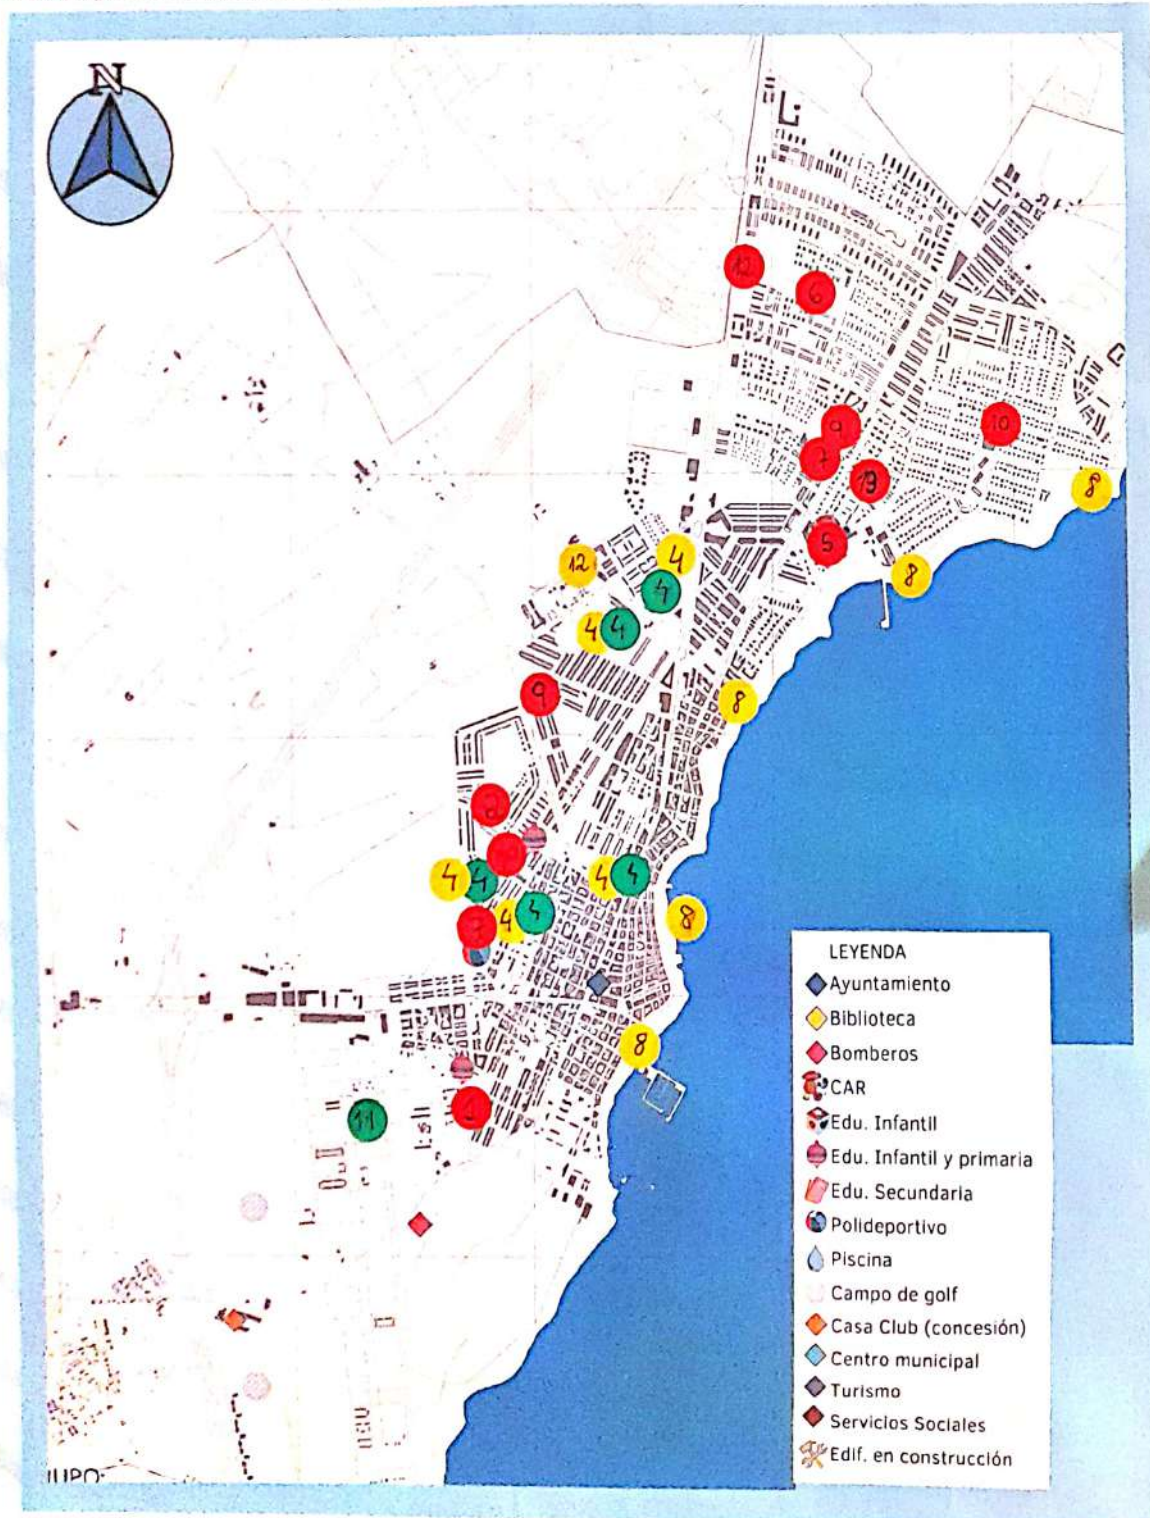 N
12
6
9
10
7
13
8
5
4
12
8
4
4
4
9
8
2
4
4
4
4
4
4
7
8
8
11
1
LEYENDA
Ayuntamiento
Biblioteca
Bomberos
CAR
Edu. Infantil
Edu. Infantil y primaria
Edu. Secundaria
Polideportivo
Piscina
Campo de golf
Casa Club (concesión)
Centro municipal
Turismo
Servicios Sociales
Edif. en construcción